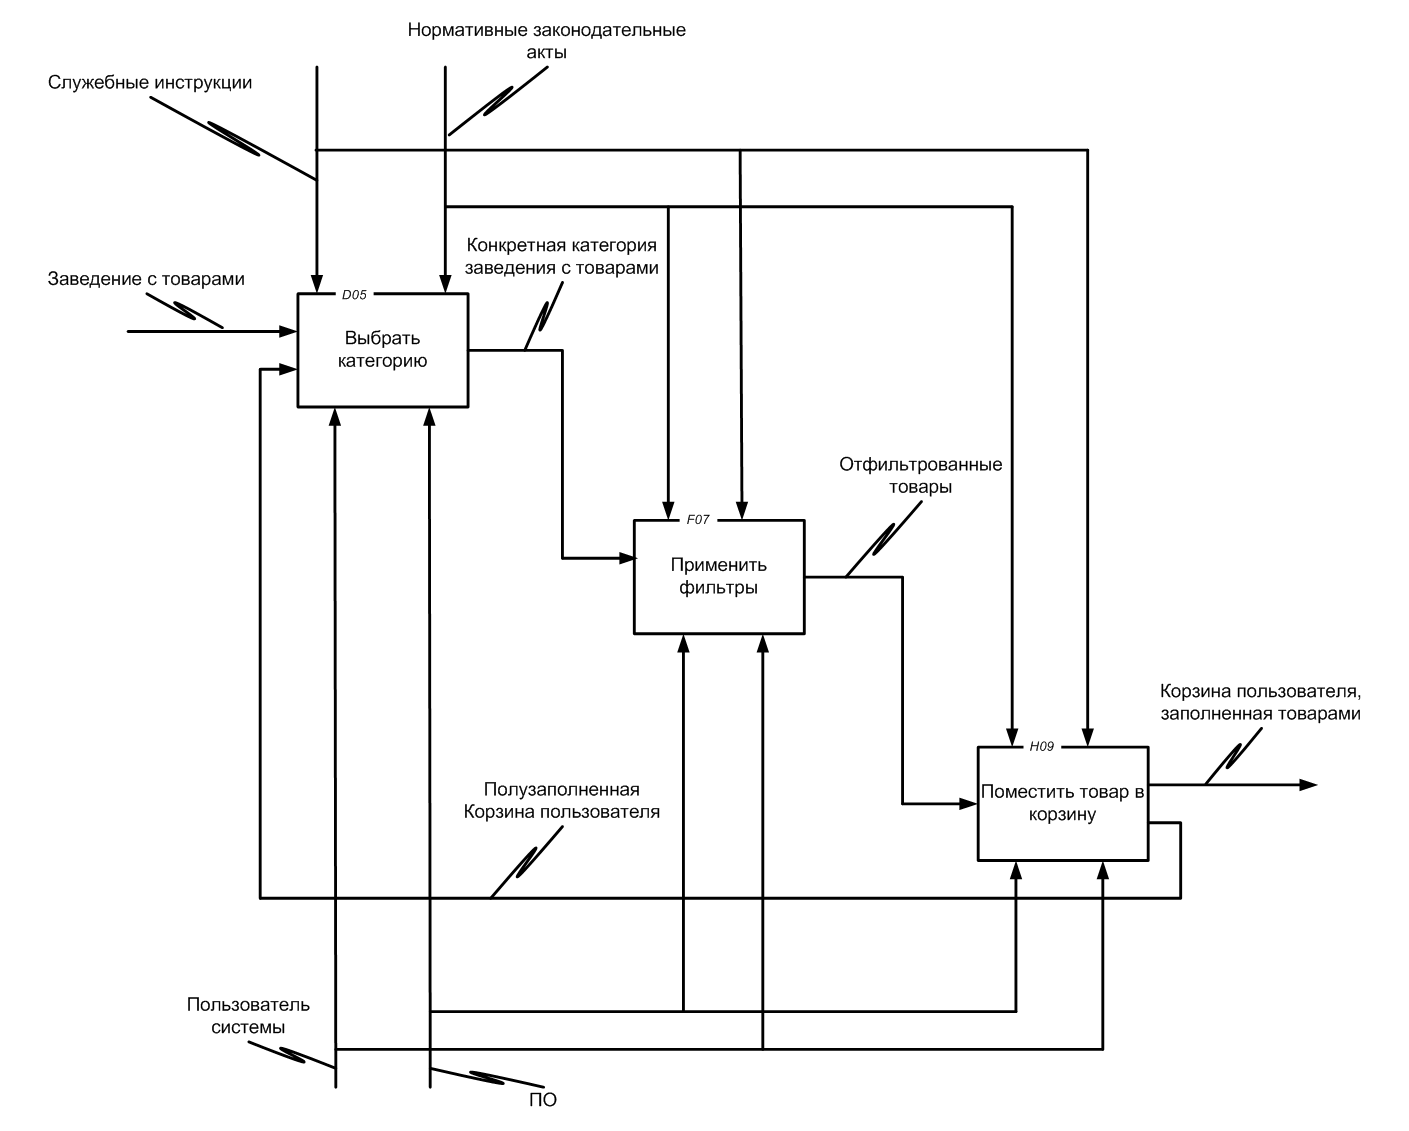 Нормативные законодательные
акты
Служебные инструкции
Конкретная категория
заведения с товарами
Заведение с товарами
D05
Выбрать
категорию
Отфильтрованные
товары
F07
Применить
фильтры
Корзина пользователя,
заполненная товарами
H09
Поместить товар в
корзину
Полузаполненная
Корзина пользователя
Пользователь
системы
ПО